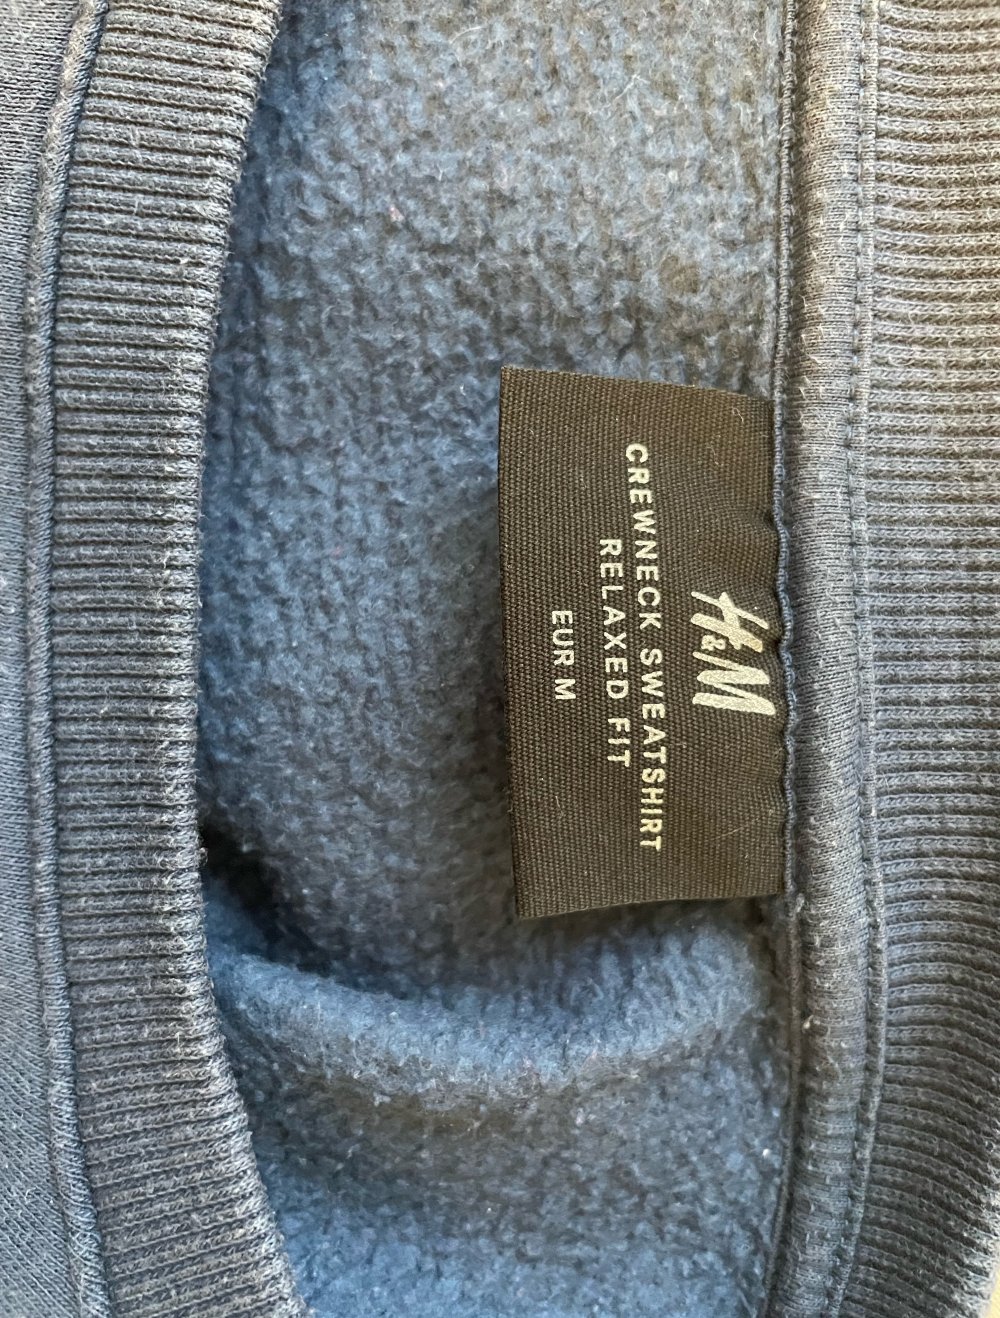 H&M
CREWNECK SWEATSHIRT
RELAXED FIT
EUR M